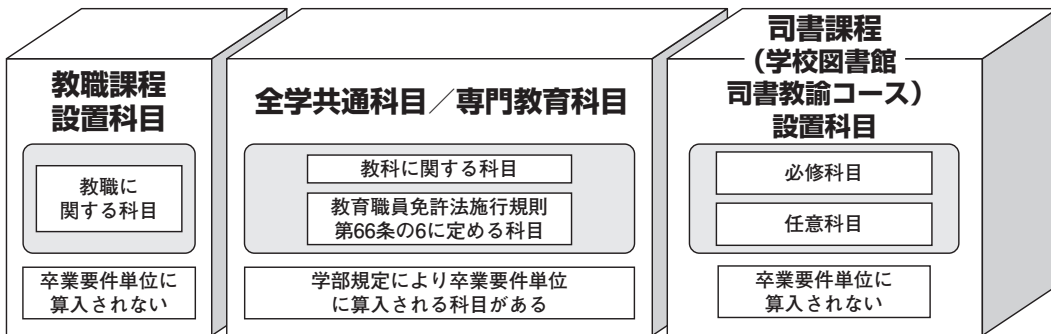 教職課程
設置科目
教職に
関する科目
卒業要件単位に
算入されない
全学共通科目／専門教育科目
教科に関する科目
教育職員免許法施行規則
第66条の6に定める科目
学部規定により卒業要件単位
に算入される科目がある
司書課程
（学校図書館
司書教諭コース）
設置科目
必修科目
任意科目
卒業要件単位に
算入されない